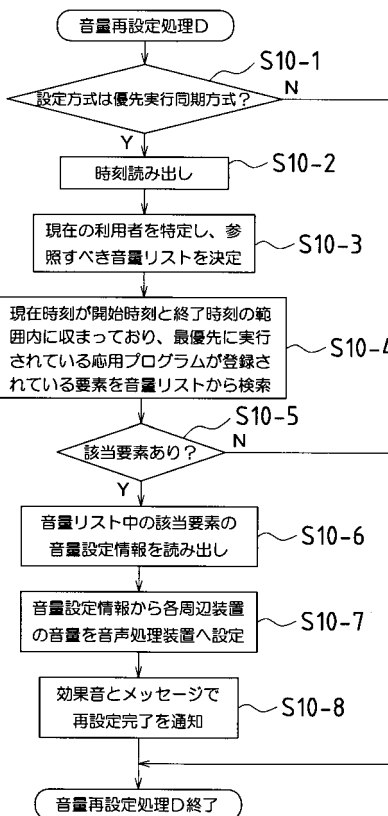 音量再設定処理D
S10-1
設定方式は優先実行同期方式?
N
Y
S10-2
時刻読み出し
現在の利用者を特定し、参
照すべき音量リストを決定
S10-3
現在時刻が開始時刻と終了時刻の範
囲内に収まっており、最優先に実行
されている応用プログラムが登録さ
れている要素を音量リストから検索
S10-4
S10-5
該当要素あり?
N
Y
音量リスト中の該当要素の
音量設定情報を読み出し
S10-6
音量設定情報から各周辺装置
の音量を音声処理装置へ設定
S10-7
効果音とメッセージで
再設定完了を通知
S10-8
音量再設定処理D終了